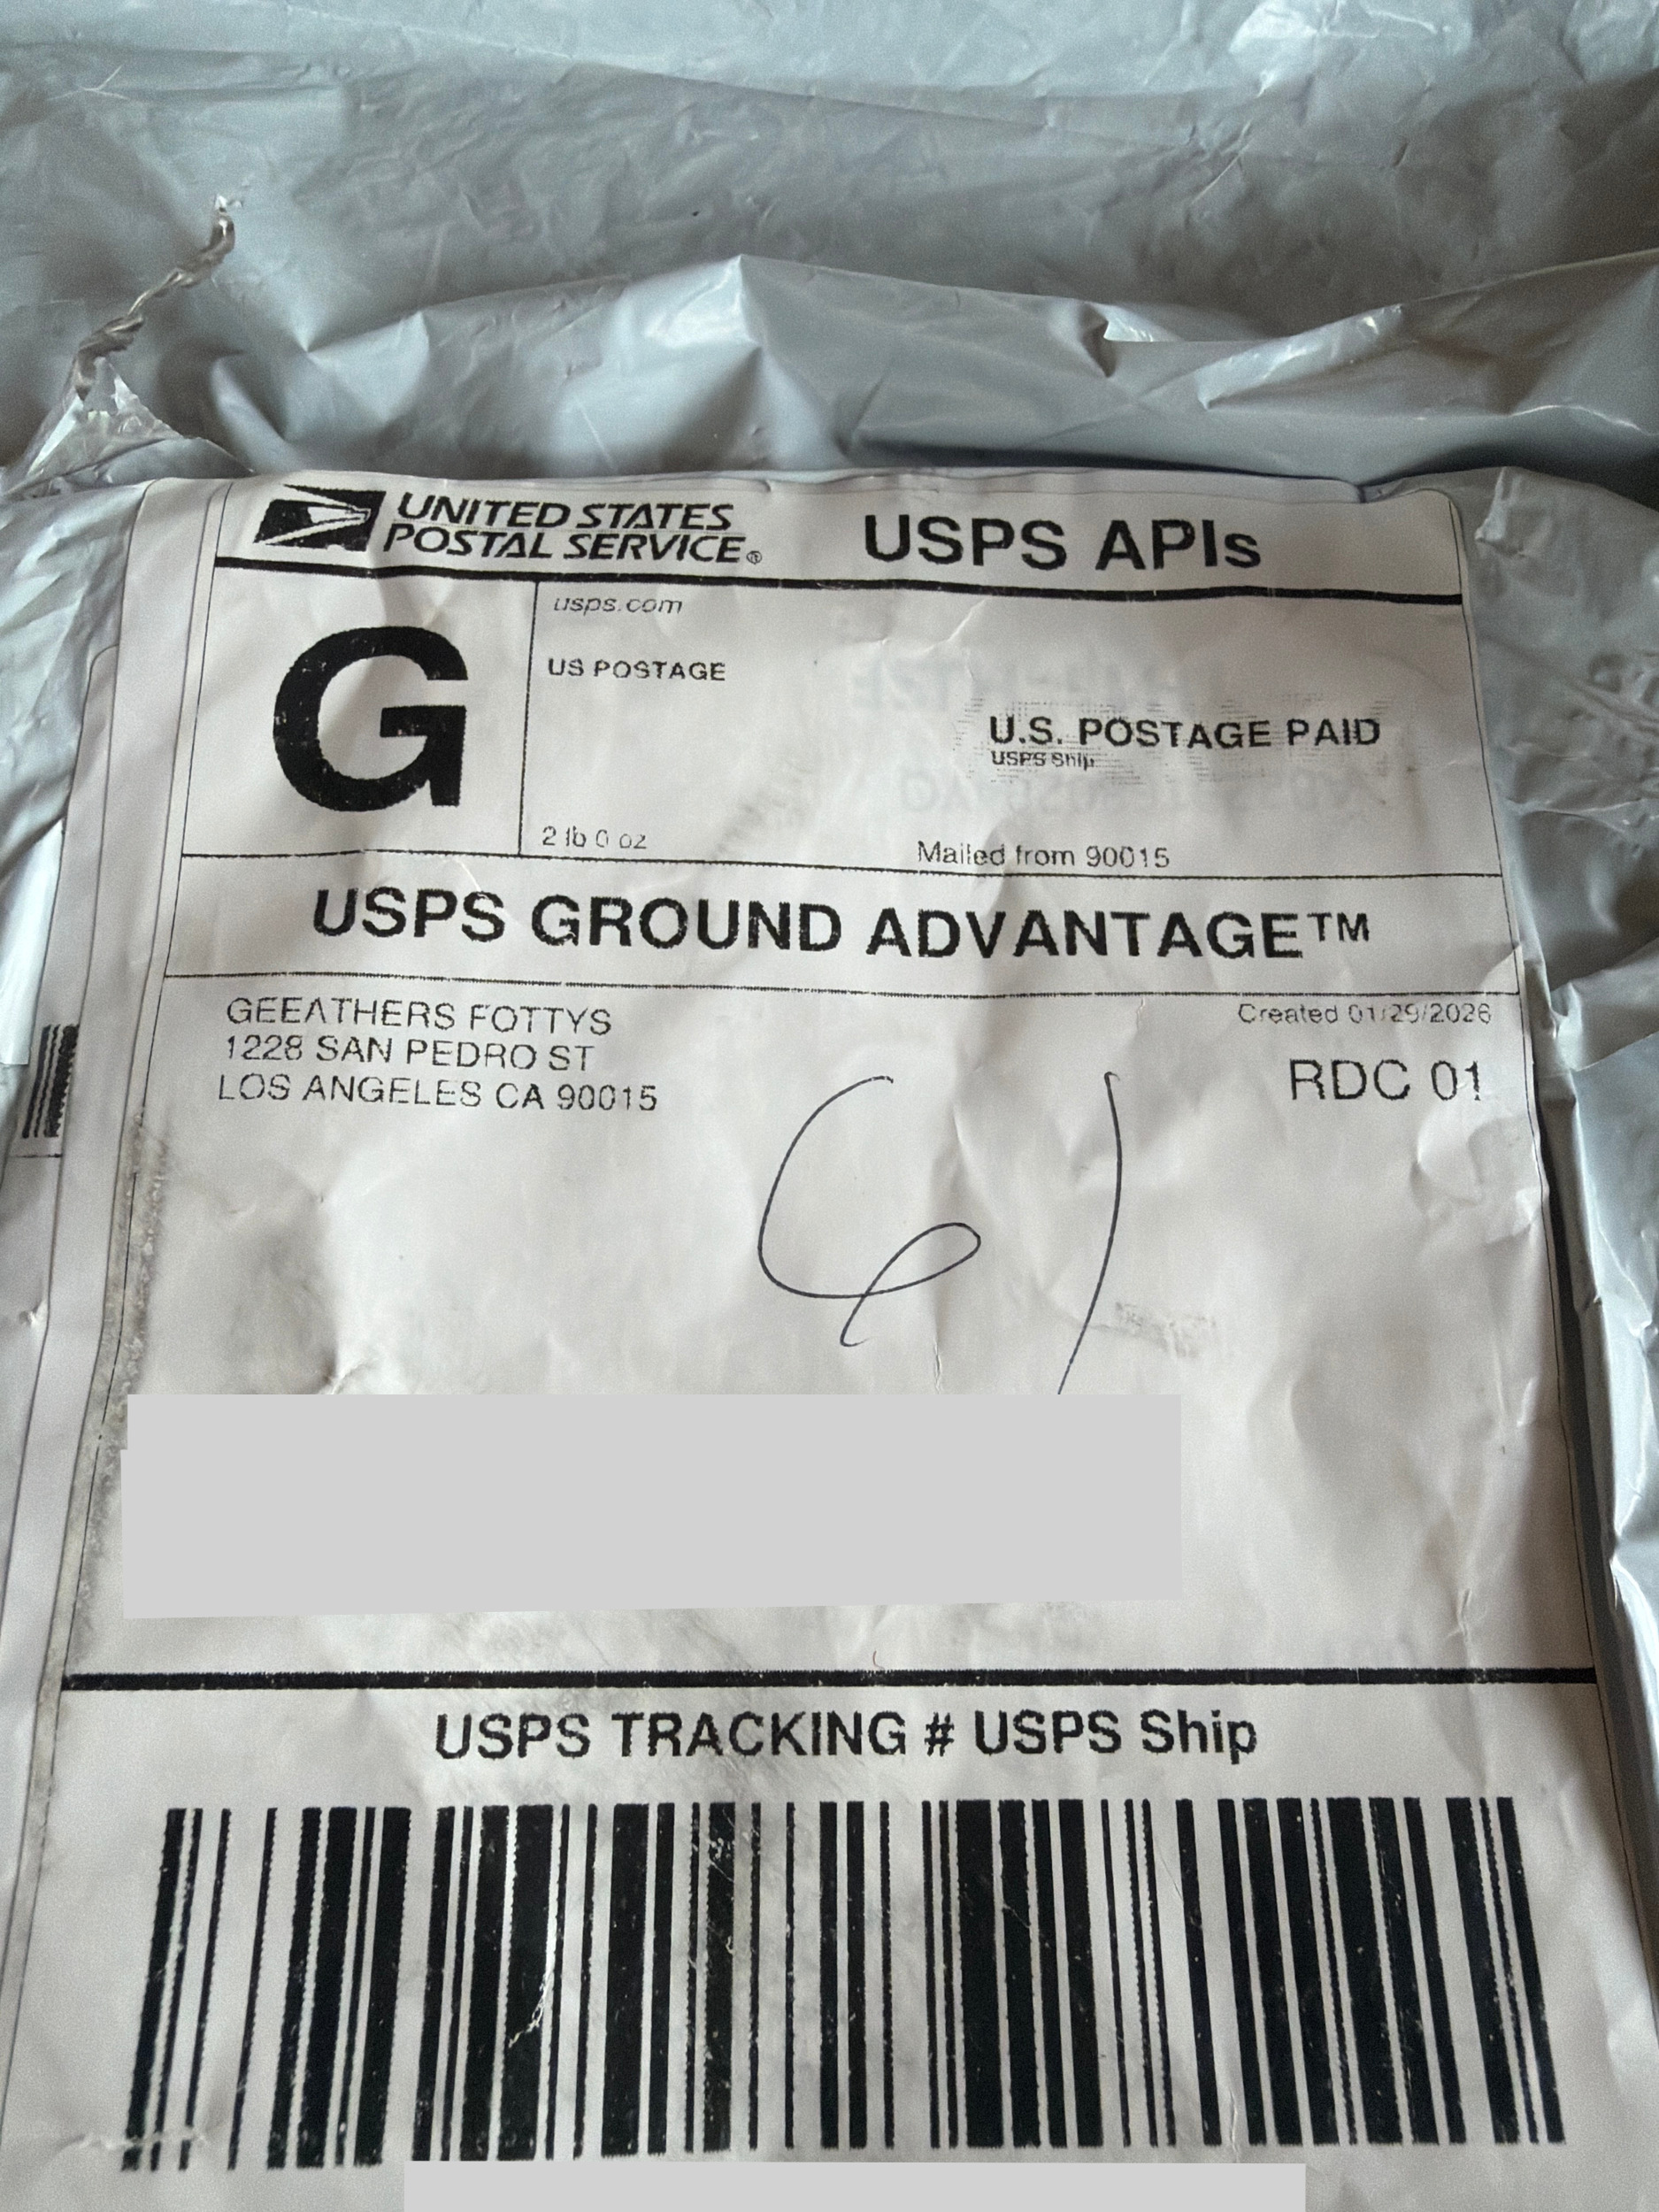 UNITED STATES
POSTAL SERVICE®
USPS APIs
G
usps.com
US POSTAGE
U.S. POSTAGE PAID
USPS Ship
2 lb 0 oz
Mailed from 90015
USPS GROUND ADVANTAGE™
GEEATHERS FOTTYS
1228 SAN PEDRO ST
LOS ANGELES CA 90015
Created 01/29/2026
RDC 01
USPS TRACKING # USPS Ship